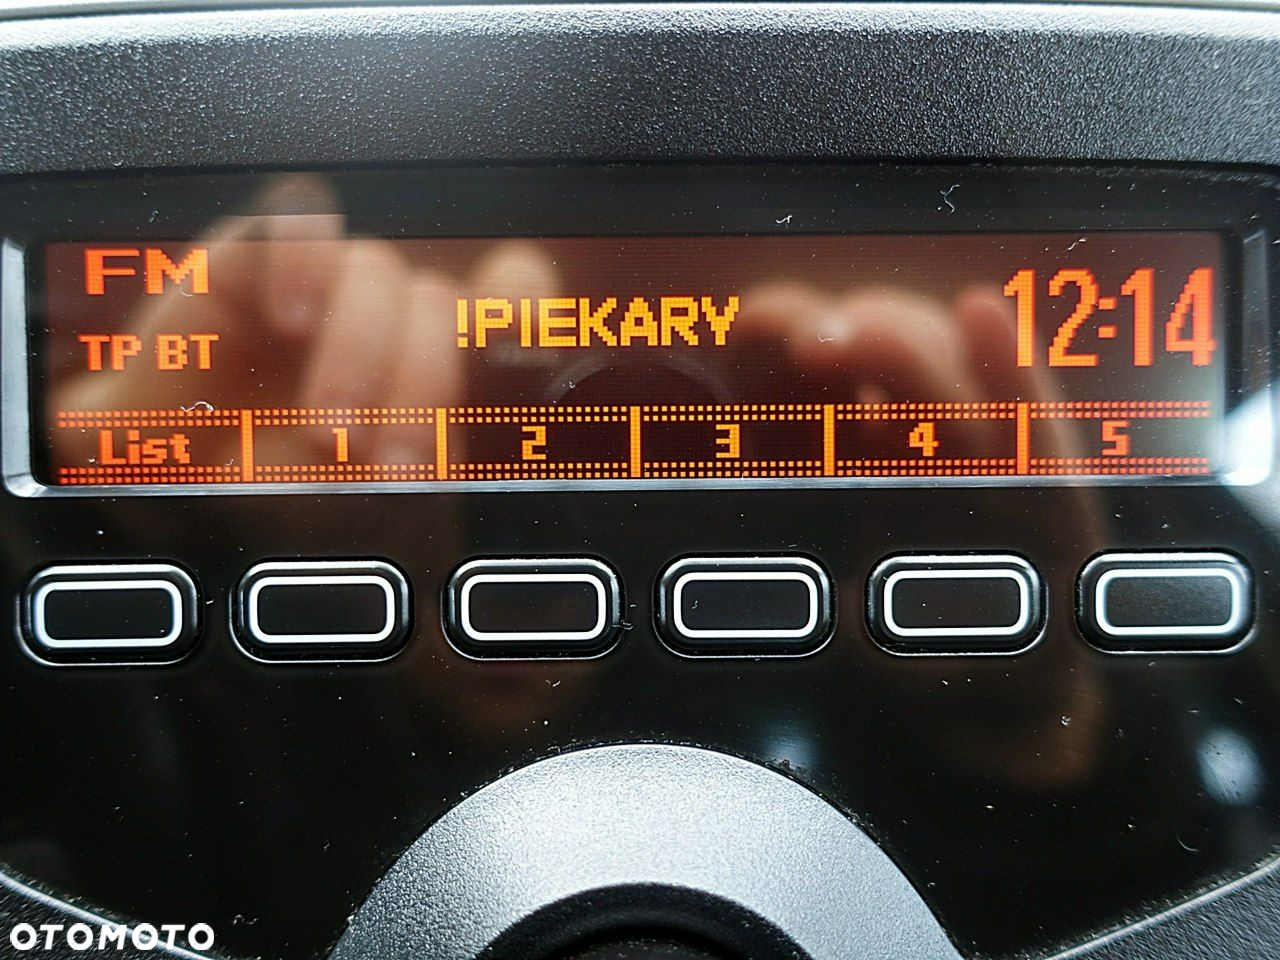 FM
TP BT
!PIEKARY
12:14
List 1 2 3 4 5
OTOMOTO